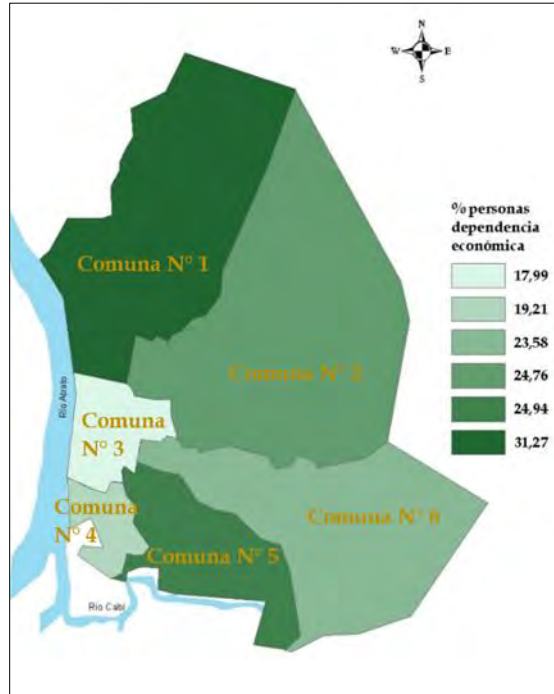 N
W E
S
% personas
dependencia
económica
17,99
19,21
23,58
24,76
24,94
31,27
Comuna N° 1
Comuna N° 2
Río Atrato
Comuna
N° 3
Comuna
N° 4
Comuna N° 5
Comuna N° 6
Río Cabí